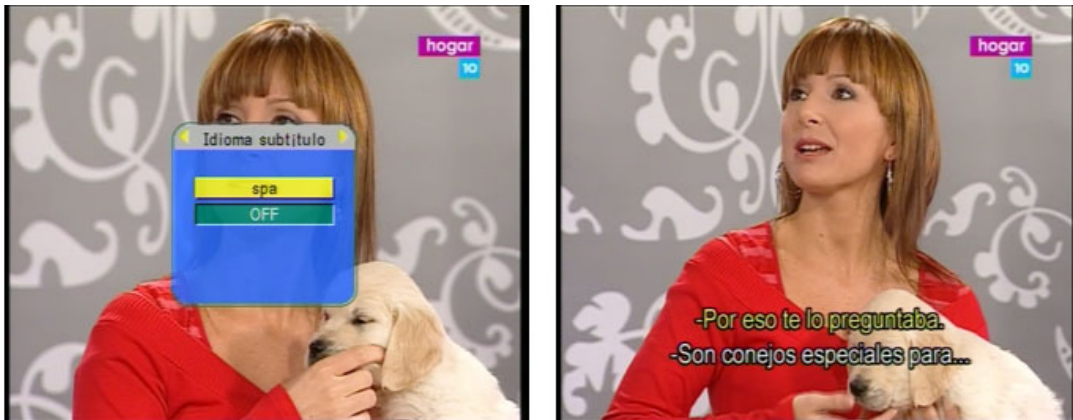 hogar
10
Idioma subtítulo
spa
OFF
hogar
10
-Por eso te lo preguntaba.
-Son conejos especiales para...